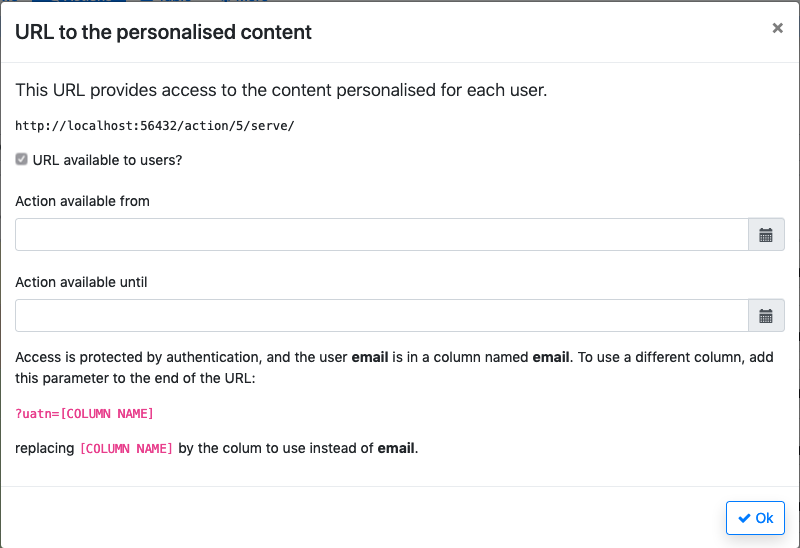 URL to the personalised content
×
This URL provides access to the content personalised for each user.
http://localhost:56432/action/5/serve/
URL available to users?
Action available from
Action available until
Access is protected by authentication, and the user email is in a column named email. To use a different column, add
this parameter to the end of the URL:
?uatn=[COLUMN NAME]
replacing [COLUMN NAME] by the colum to use instead of email.
Ok